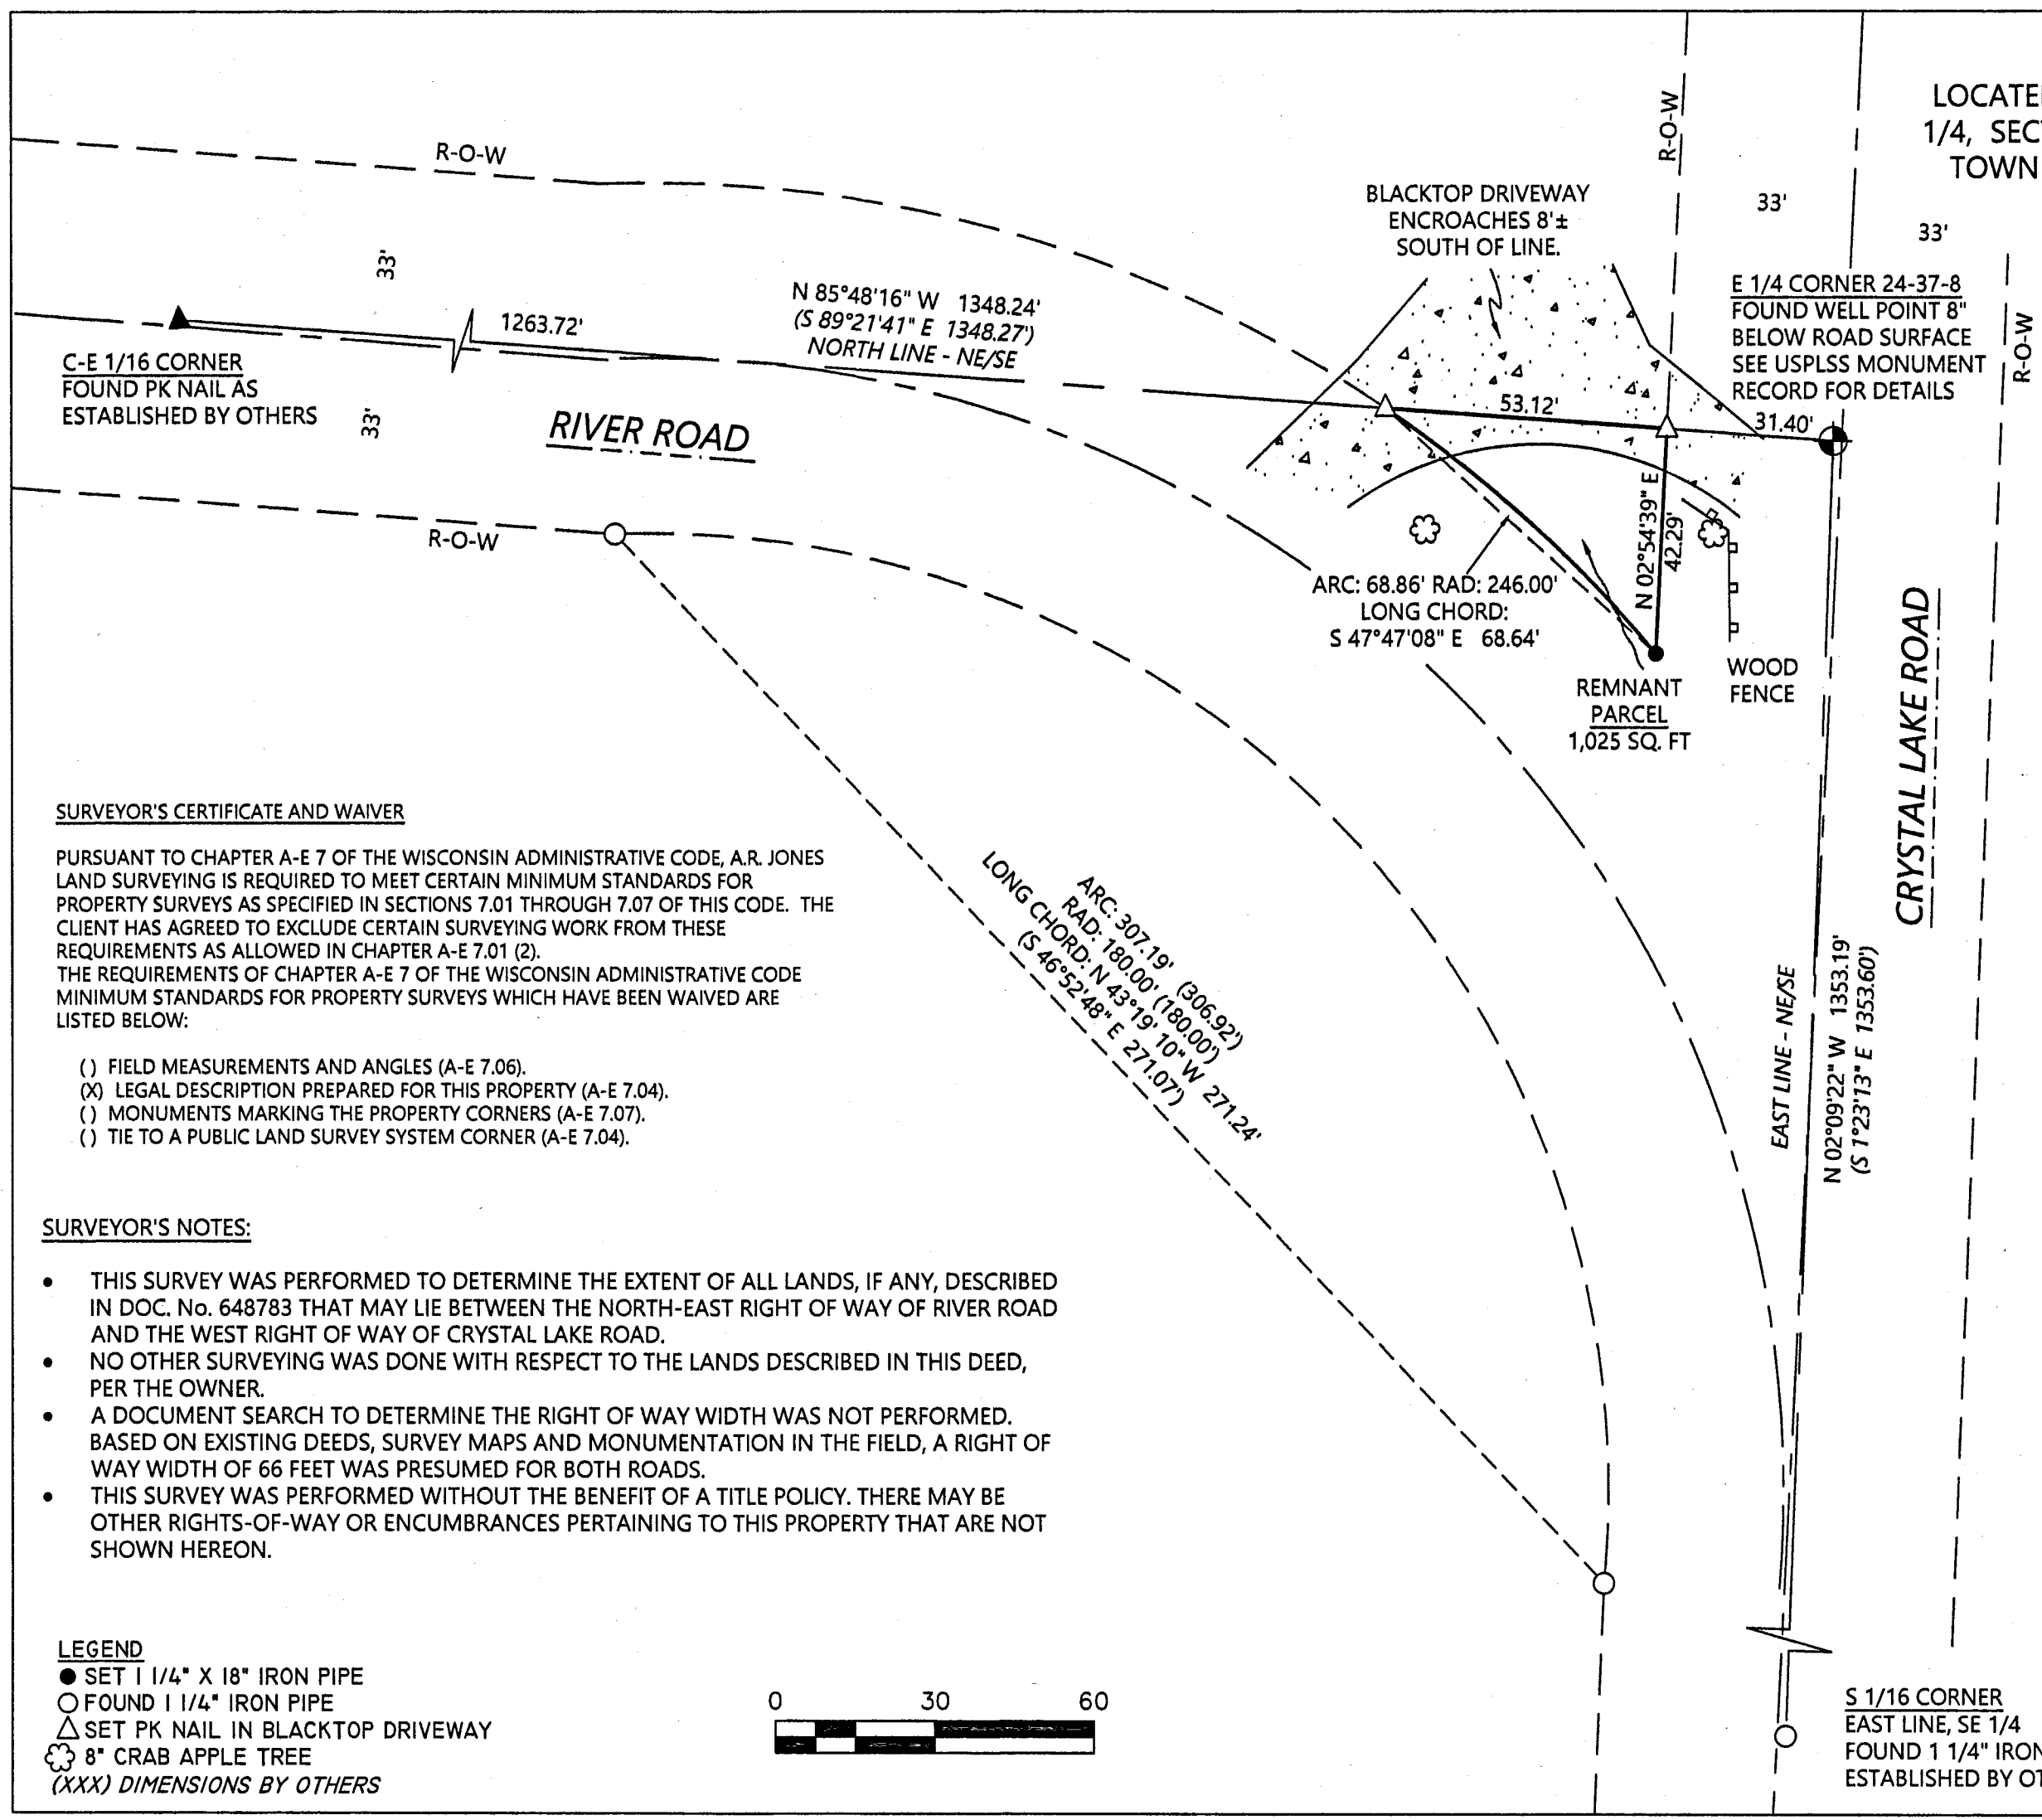 R-O-W
33'
33'
C-E 1/16 CORNER
FOUND PK NAIL AS
ESTABLISHED BY OTHERS
1263.72'
N 85°48'16" W 1348.24'
(S 89°21'41" E 1348.27')
NORTH LINE - NE/SE
RIVER ROAD
R-O-W
BLACKTOP DRIVEWAY
ENCROACHES 8'±
SOUTH OF LINE.
R-O-W
33'
33'
LOCATE
1/4, SEC
TOWN
E 1/4 CORNER 24-37-8
FOUND WELL POINT 8"
BELOW ROAD SURFACE
SEE USPLSS MONUMENT
RECORD FOR DETAILS
R-O-W
53.12'
31.40'
N 02°54'39" E
42.29'
ARC: 68.86' RAD: 246.00'
LONG CHORD:
S 47°47'08" E 68.64'
REMNANT
PARCEL
1,025 SQ. FT
WOOD
FENCE
CRYSTAL LAKE ROAD
EAST LINE - NE/SE
N 02°09'22" W 1353.19'
(S 1°23'13" E 1353.60')
ARC: 307.19' (306.92')
RAD: 180.00' (180.00')
LONG CHORD: N 43°19' 10" W 271.24'
(S 46°52'48" E 271.07')
SURVEYOR'S CERTIFICATE AND WAIVER
PURSUANT TO CHAPTER A-E 7 OF THE WISCONSIN ADMINISTRATIVE CODE, A.R. JONES
LAND SURVEYING IS REQUIRED TO MEET CERTAIN MINIMUM STANDARDS FOR
PROPERTY SURVEYS AS SPECIFIED IN SECTIONS 7.01 THROUGH 7.07 OF THIS CODE. THE
CLIENT HAS AGREED TO EXCLUDE CERTAIN SURVEYING WORK FROM THESE
REQUIREMENTS AS ALLOWED IN CHAPTER A-E 7.01 (2).
THE REQUIREMENTS OF CHAPTER A-E 7 OF THE WISCONSIN ADMINISTRATIVE CODE
MINIMUM STANDARDS FOR PROPERTY SURVEYS WHICH HAVE BEEN WAIVED ARE
LISTED BELOW:
( ) FIELD MEASUREMENTS AND ANGLES (A-E 7.06).
(X) LEGAL DESCRIPTION PREPARED FOR THIS PROPERTY (A-E 7.04).
( ) MONUMENTS MARKING THE PROPERTY CORNERS (A-E 7.07).
( ) TIE TO A PUBLIC LAND SURVEY SYSTEM CORNER (A-E 7.04).
SURVEYOR'S NOTES:
• THIS SURVEY WAS PERFORMED TO DETERMINE THE EXTENT OF ALL LANDS, IF ANY, DESCRIBED
IN DOC. No. 648783 THAT MAY LIE BETWEEN THE NORTH-EAST RIGHT OF WAY OF RIVER ROAD
AND THE WEST RIGHT OF WAY OF CRYSTAL LAKE ROAD.
• NO OTHER SURVEYING WAS DONE WITH RESPECT TO THE LANDS DESCRIBED IN THIS DEED,
PER THE OWNER.
• A DOCUMENT SEARCH TO DETERMINE THE RIGHT OF WAY WIDTH WAS NOT PERFORMED.
BASED ON EXISTING DEEDS, SURVEY MAPS AND MONUMENTATION IN THE FIELD, A RIGHT OF
WAY WIDTH OF 66 FEET WAS PRESUMED FOR BOTH ROADS.
• THIS SURVEY WAS PERFORMED WITHOUT THE BENEFIT OF A TITLE POLICY. THERE MAY BE
OTHER RIGHTS-OF-WAY OR ENCUMBRANCES PERTAINING TO THIS PROPERTY THAT ARE NOT
SHOWN HEREON.
LEGEND
SET 1 1/4" X 18" IRON PIPE
FOUND 1 1/4" IRON PIPE
SET PK NAIL IN BLACKTOP DRIVEWAY
8" CRAB APPLE TREE
(XXX) DIMENSIONS BY OTHERS
0 30 60
S 1/16 CORNER
EAST LINE, SE 1/4
FOUND 1 1/4" IRON
ESTABLISHED BY OT